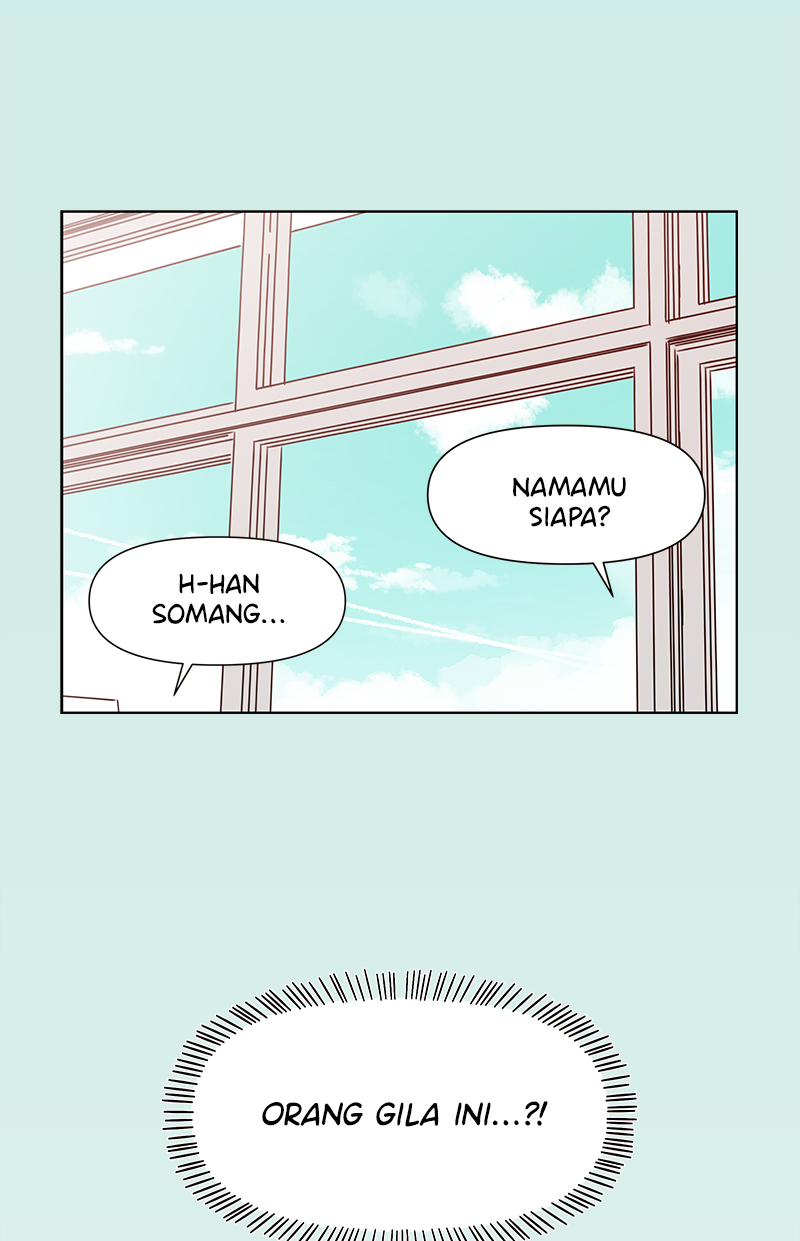 NAMAMU
SIAPA?
H-HAN
SOMANG...
ORANG GILA INI...?!